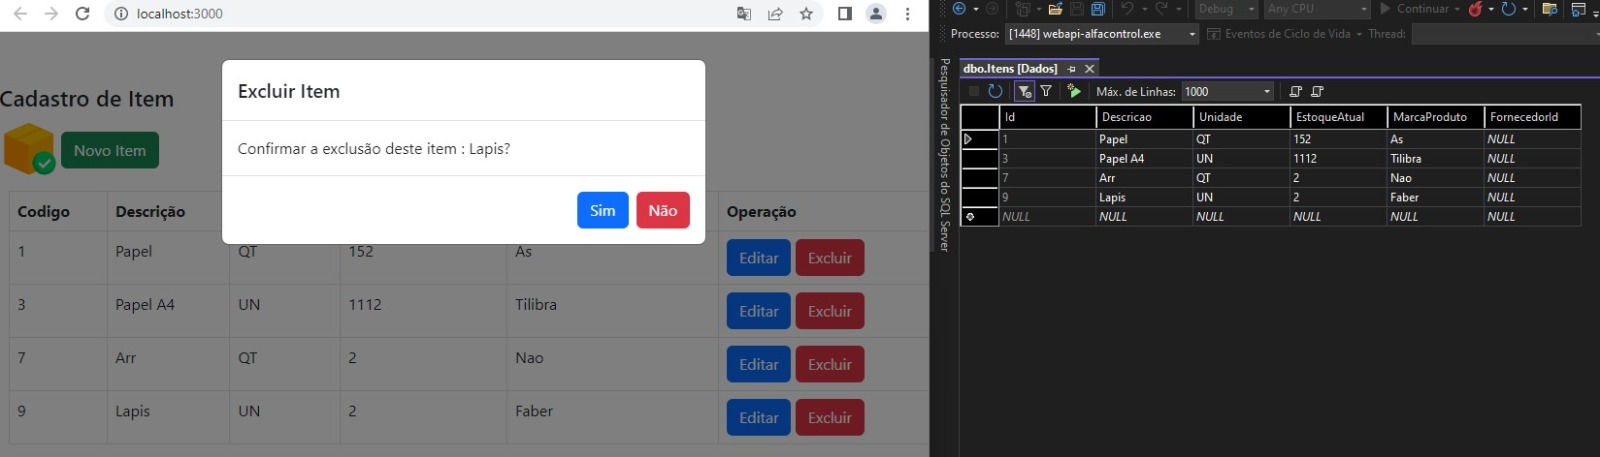 localhost:3000
Cadastro de Item
Novo Item
Excluir Item
Confirmar a exclusão deste item : Lapis?
Sim Não
Codigo Descrição Operação
1 Papel QT 152 As Editar Excluir
3 Papel A4 UN 1112 Tilibra Editar Excluir
7 Arr QT 2 Nao Editar Excluir
9 Lapis UN 2 Faber Editar Excluir
Debug Any CPU Continuar
Processo: [1448] webapi-alfacontrol.exe Eventos de Ciclo de Vida Thread:
Pesquisador de Objetos do SQL Server
dbo.Itens [Dados]
Máx. de Linhas: 1000
Id Descricao Unidade EstoqueAtual MarcaProduto FornecedorId
1 Papel QT 152 As NULL
3 Papel A4 UN 1112 Tilibra NULL
7 Arr QT 2 Nao NULL
9 Lapis UN 2 Faber NULL
NULL NULL NULL NULL NULL NULL